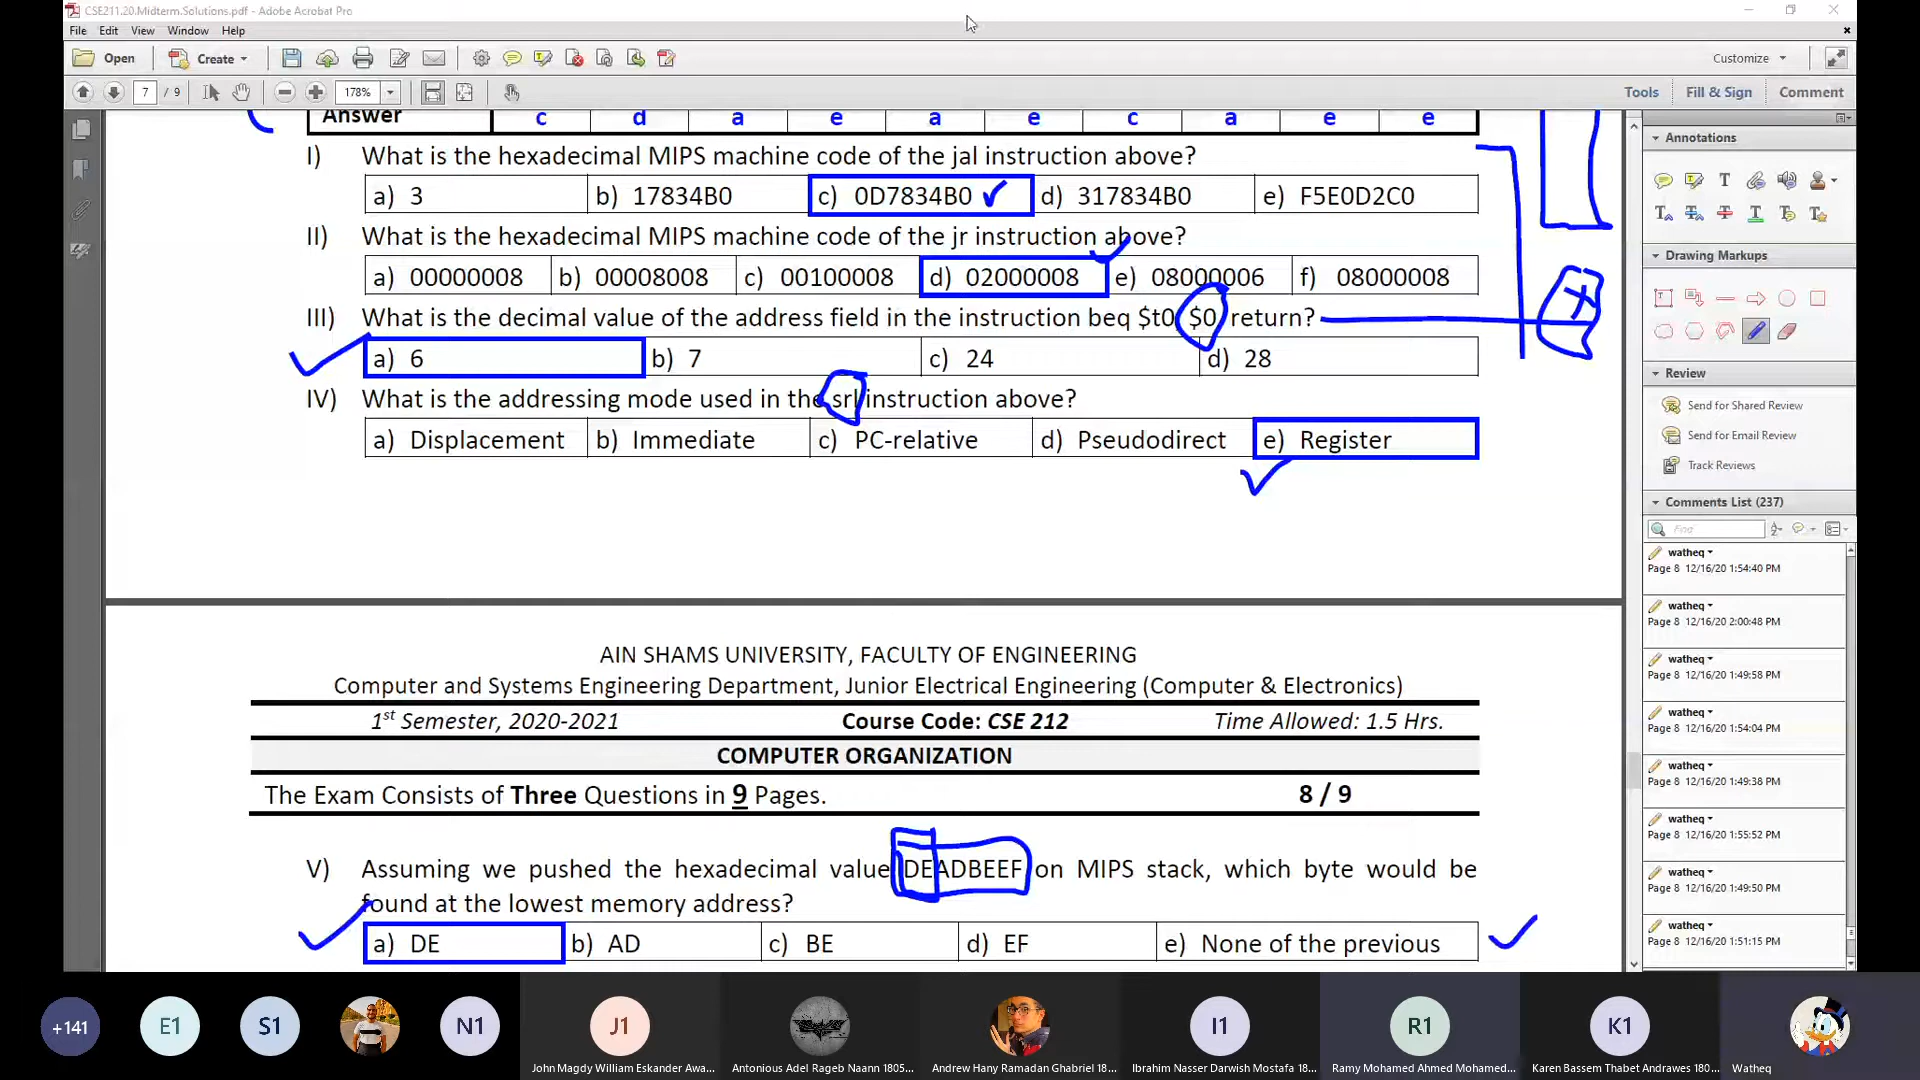 CSE211.20.Midterm.Solutions.pdf - Adobe Acrobat Pro
File Edit View Window Help
Open Create Customize
7 / 9 178% Tools Fill & Sign Comment
Answer c d a e a e c a e e
I) What is the hexadecimal MIPS machine code of the jal instruction above?
a) 3 b) 17834B0 c) 0D7834B0 d) 317834B0 e) F5E0D2C0
II) What is the hexadecimal MIPS machine code of the jr instruction above?
a) 00000008 b) 00008008 c) 00100008 d) 02000008 e) 08000006 f) 08000008
III) What is the decimal value of the address field in the instruction beq $t0 $0 return?
a) 6 b) 7 c) 24 d) 28
IV) What is the addressing mode used in the srl instruction above?
a) Displacement b) Immediate c) PC-relative d) Pseudodirect e) Register
AIN SHAMS UNIVERSITY, FACULTY OF ENGINEERING
Computer and Systems Engineering Department, Junior Electrical Engineering (Computer & Electronics)
1st Semester, 2020-2021 Course Code: CSE 212 Time Allowed: 1.5 Hrs.
COMPUTER ORGANIZATION
The Exam Consists of Three Questions in 9 Pages. 8 / 9
V) Assuming we pushed the hexadecimal value DEADBEEF on MIPS stack, which byte would be
found at the lowest memory address?
a) DE b) AD c) BE d) EF e) None of the previous
Annotations
Drawing Markups
Review
Send for Shared Review
Send for Email Review
Track Reviews
Comments List (237)
Find
watheq
Page 8 12/16/20 1:54:40 PM
watheq
Page 8 12/16/20 2:00:48 PM
watheq
Page 8 12/16/20 1:49:58 PM
watheq
Page 8 12/16/20 1:54:04 PM
watheq
Page 8 12/16/20 1:49:38 PM
watheq
Page 8 12/16/20 1:55:52 PM
watheq
Page 8 12/16/20 1:49:50 PM
watheq
Page 8 12/16/20 1:51:15 PM
+141 E1 S1 N1 J1 I1 R1 K1
John Magdy William Eskander Awa... Antonious Adel Rageb Naann 1805... Andrew Hany Ramadan Ghabriel 18... Ibrahim Nasser Darwish Mostafa 18... Ramy Mohamed Ahmed Mohamed... Karen Bassem Thabet Andrawes 180... Watheq